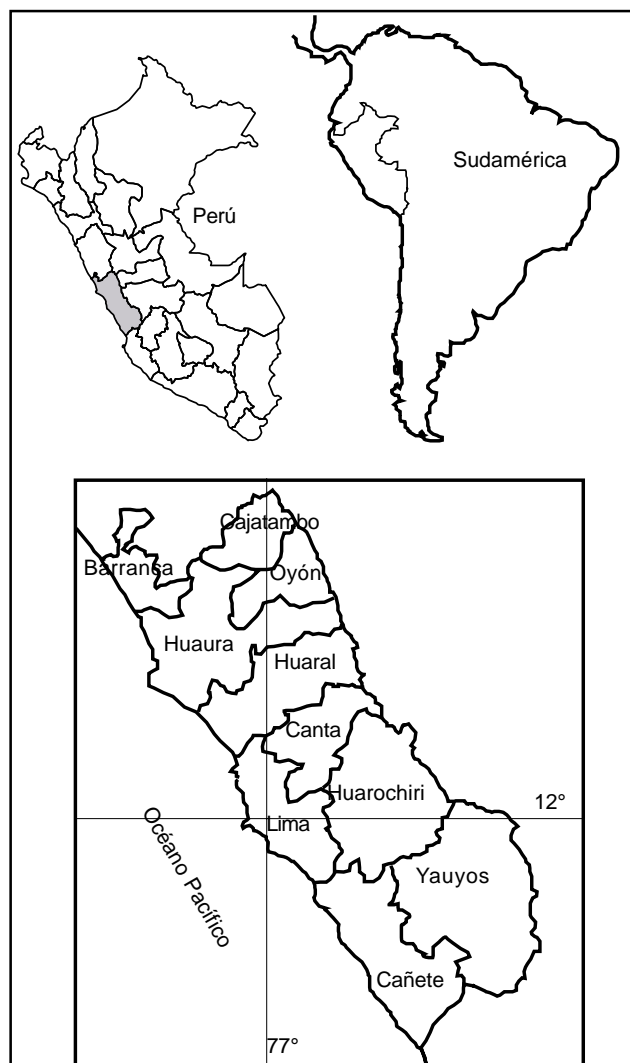 Sudamérica
Perú
Cajatambo
Barranca
Oyón
Huaura
Huaral
Canta
Huarochiri
12°
Lima
Océano Pacífico
Yauyos
Cañete
77°